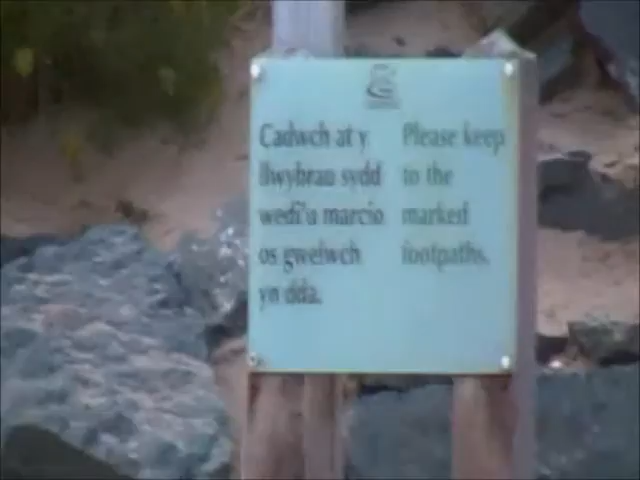 Cadwch at y
llwybrau sydd
wedi'u marcio
os gwelwch
yn dda.
Please keep
to the
marked
footpaths.